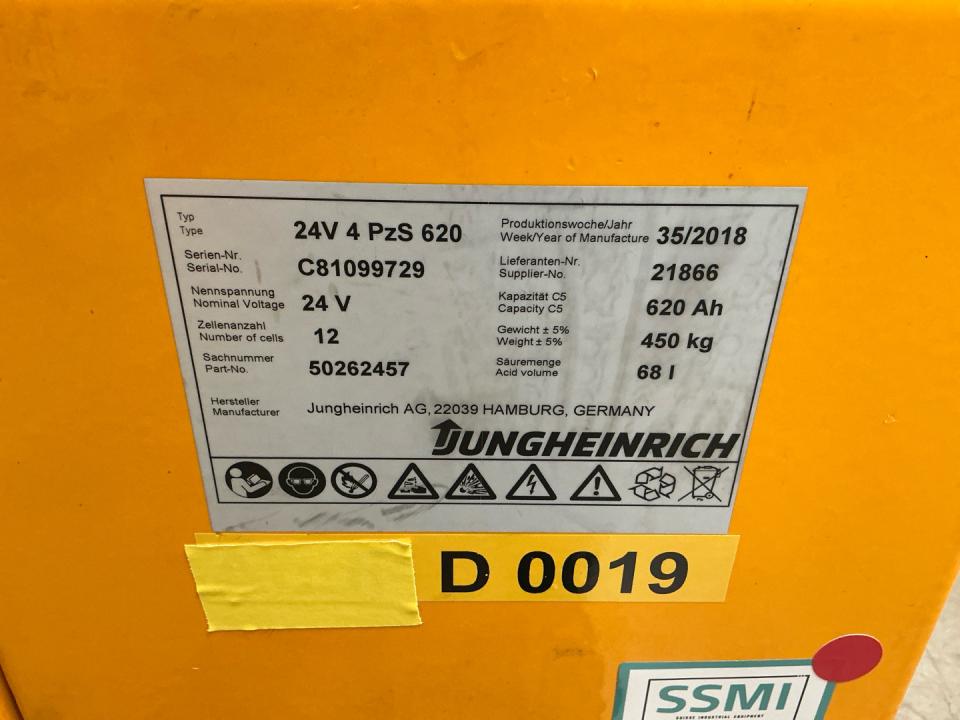 Typ
Type
24V 4 PzS 620
Produktionswoche/Jahr
Week/Year of Manufacture
35/2018
Serien-Nr.
Serial-No.
C81099729
Lieferanten-Nr.
Supplier-No.
21866
Nennspannung
Nominal Voltage
24 V
Kapazität C5
Capacity C5
620 Ah
Zellenanzahl
Number of cells
12
Gewicht ± 5%
Weight ± 5%
450 kg
Sachnummer
Part-No.
50262457
Säuremenge
Acid volume
68 l
Hersteller
Manufacturer
Jungheinrich AG, 22039 HAMBURG, GERMANY
JUNGHEINRICH
D 0019
SSMI
SUISSE INDUSTRIAL EQUIPMENT